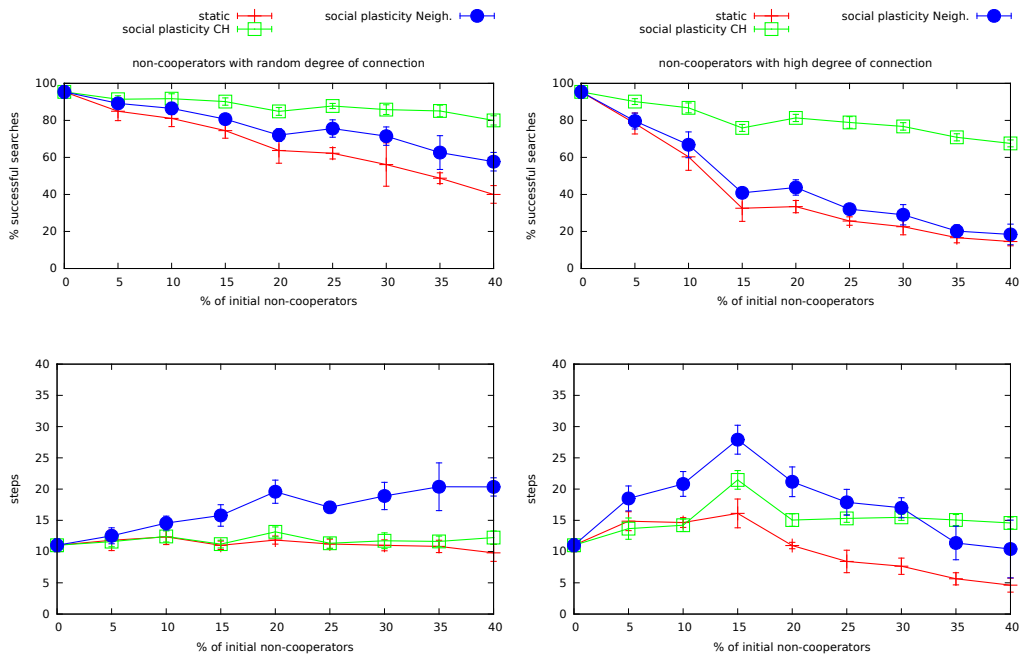 static social plasticity Neigh.
social plasticity CH
static social plasticity Neigh.
social plasticity CH
non-cooperators with random degree of connection
% successful searches
100
80
60
40
20
0
0 5 10 15 20 25 30 35 40
% of initial non-cooperators
non-cooperators with high degree of connection
% successful searches
100
80
60
40
20
0
0 5 10 15 20 25 30 35 40
% of initial non-cooperators
steps
40
35
30
25
20
15
10
5
0
0 5 10 15 20 25 30 35 40
% of initial non-cooperators
steps
40
35
30
25
20
15
10
5
0
0 5 10 15 20 25 30 35 40
% of initial non-cooperators